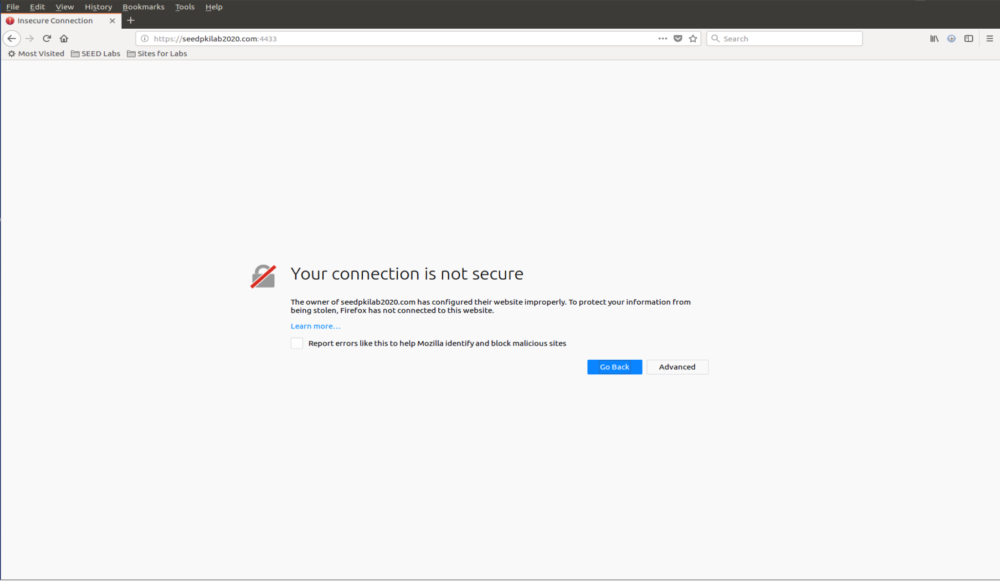 File Edit View History Bookmarks Tools Help
Insecure Connection
https://seedpkilab2020.com:4433
Search
Most Visited SEED Labs Sites for Labs
Your connection is not secure
The owner of seedpkilab2020.com has configured their website improperly. To protect your information from
being stolen, Firefox has not connected to this website.
Learn more…
Report errors like this to help Mozilla identify and block malicious sites
Go Back Advanced